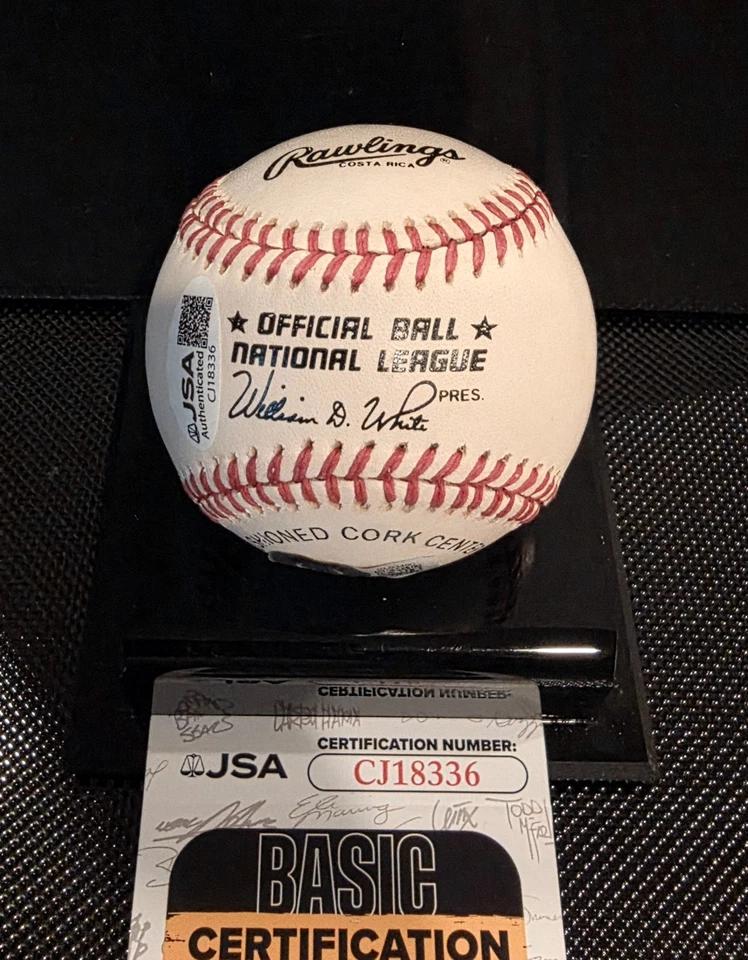 Rawlings®
COSTA RICA
★ OFFICIAL BALL ★
NATIONAL LEAGUE
William D. White PRES.
JSA
Authenticated
CJ18336
CORK
CERTIFICATION NUMBER:
CERTIFICATION NUMBER:
JSA
CJ18336
TODD
BASIC
CERTIFICATION